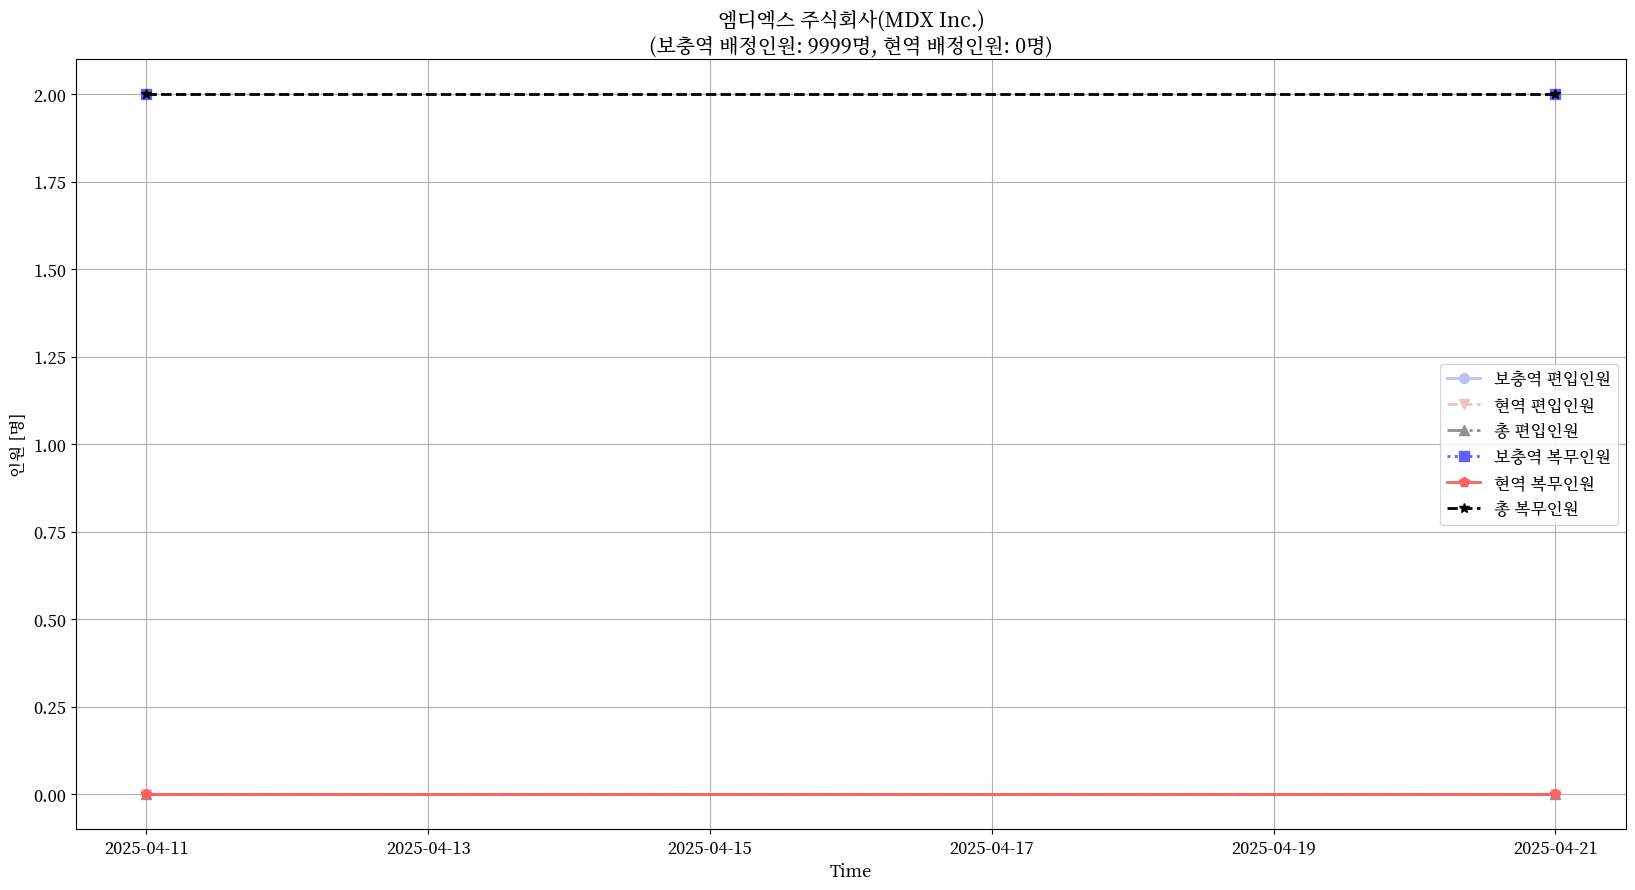 엠디엑스 주식회사(MDX Inc.)
(보충역 배정인원: 9999명, 현역 배정인원: 0명)
인원 [명]
2.00
1.75
1.50
1.25
1.00
0.75
0.50
0.25
0.00
보충역 편입인원
현역 편입인원
총 편입인원
보충역 복무인원
현역 복무인원
총 복무인원
2025-04-11
2025-04-13
2025-04-15
2025-04-17
2025-04-19
2025-04-21
Time